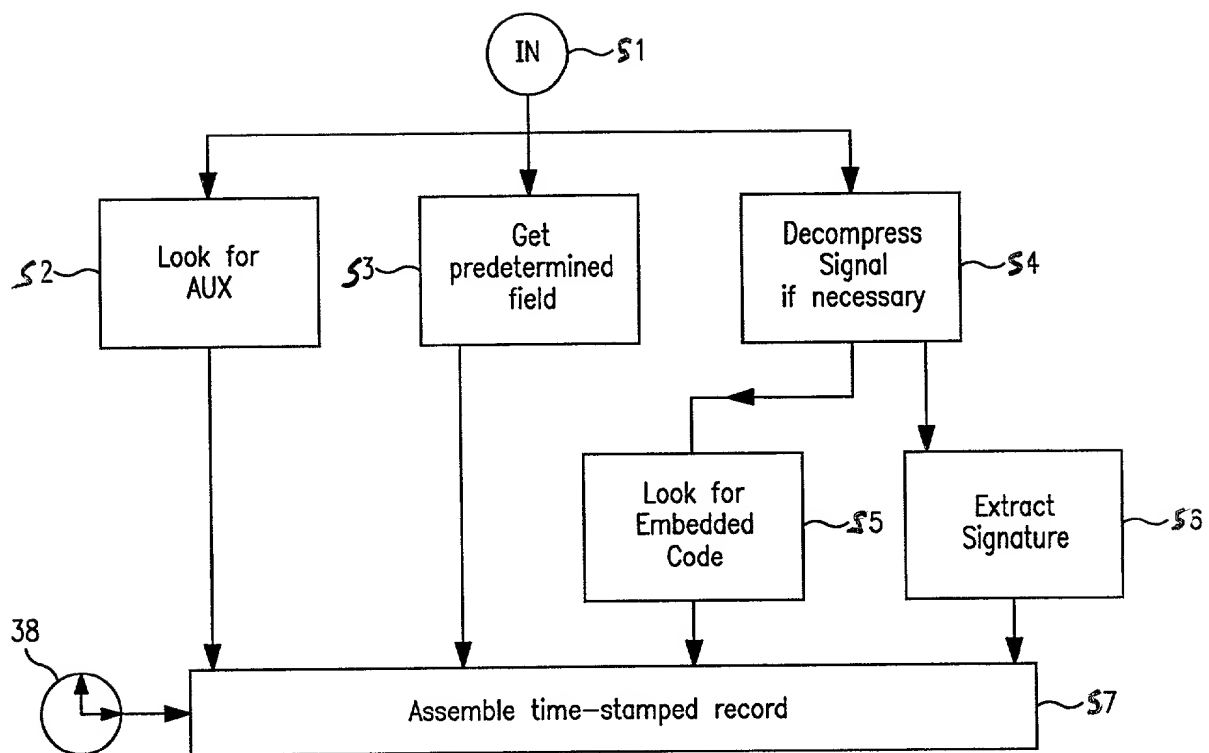 IN
S1
Look for
AUX
S2
Get
predetermined
field
S3
Decompress
Signal
if necessary
S4
Look for
Embedded
Code
S5
Extract
Signature
S6
38
Assemble time-stamped record
S7